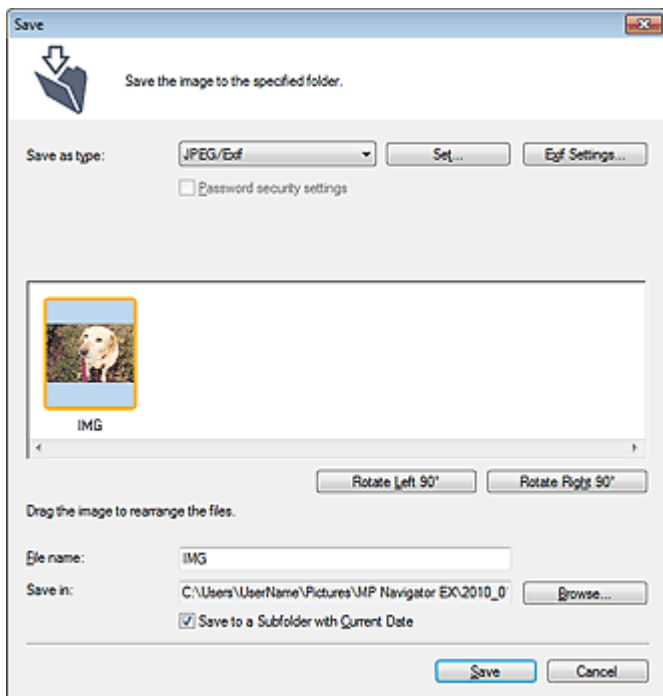 Save
Save the image to the specified folder.
Save as type:
JPEG/Exif
Set...
Exif Settings...
Password security settings
IMG
Rotate Left 90°
Rotate Right 90°
Drag the image to rearrange the files.
File name:
IMG
Save in:
C:\Users\UserName\Pictures\MP Navigator EX\2010_0
Browse...
Save to a Subfolder with Current Date
Save
Cancel